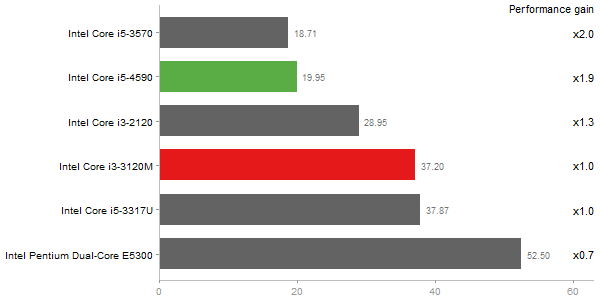 Performance gain
Intel Core i5-3570 18.71 x2.0
Intel Core i5-4590 19.95 x1.9
Intel Core i3-2120 28.95 x1.3
Intel Core i3-3120M 37.20 x1.0
Intel Core i5-3317U 37.87 x1.0
Intel Pentium Dual-Core E5300 52.50 x0.7
0 20 40 60